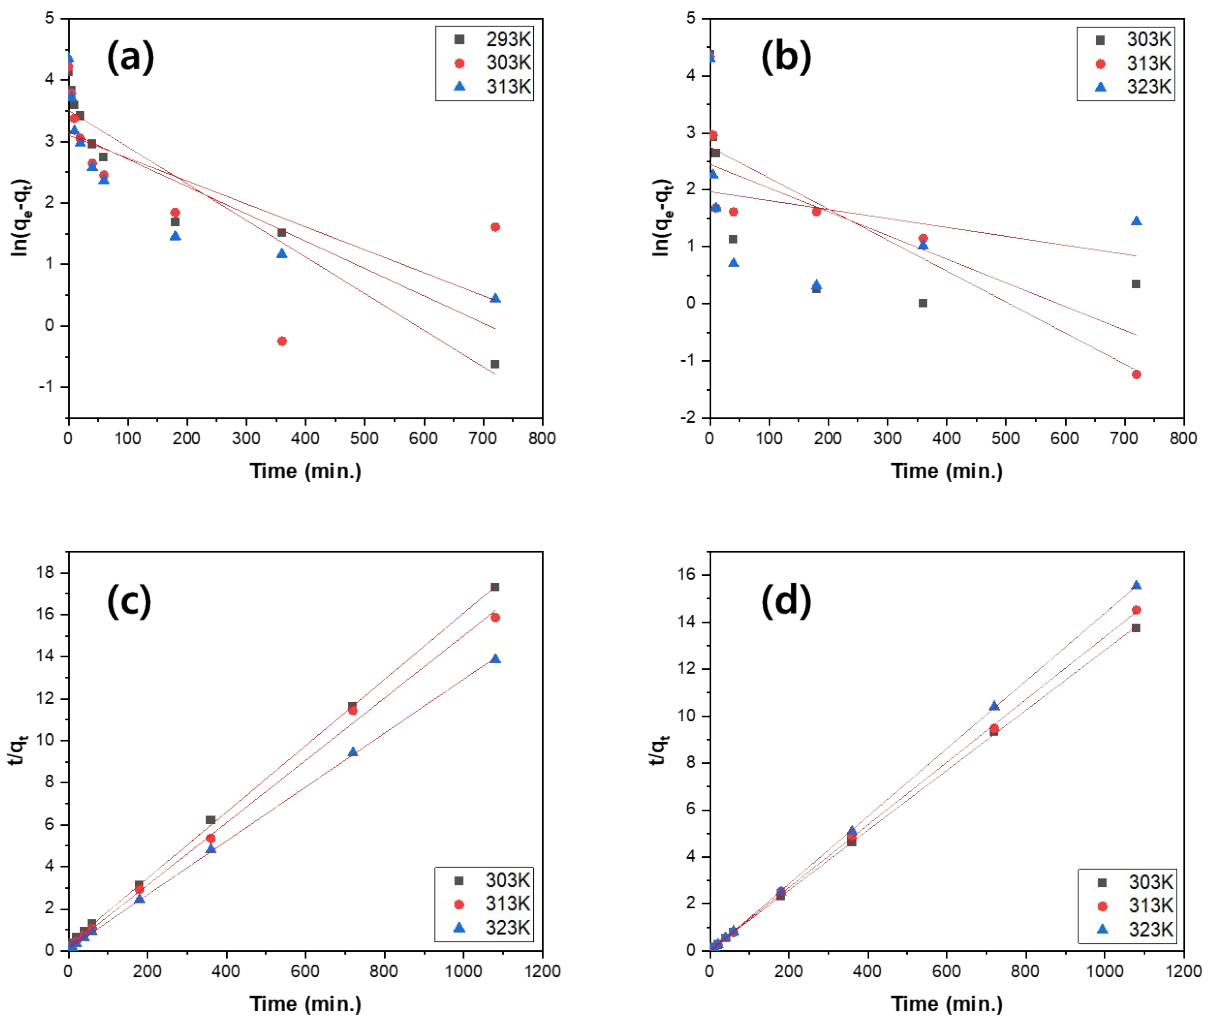 (a)
293K
303K
313K
5
4
3
2
1
0
-1
ln(qe-qt)
0 100 200 300 400 500 600 700 800
Time (min.)
(b)
303K
313K
323K
5
4
3
2
1
0
-1
-2
ln(qe-qt)
0 100 200 300 400 500 600 700 800
Time (min.)
(c)
18
16
14
12
10
8
6
4
2
0
t/qt
303K
313K
323K
0 200 400 600 800 1000 1200
Time (min.)
(d)
16
14
12
10
8
6
4
2
0
t/qt
303K
313K
323K
0 200 400 600 800 1000 1200
Time (min.)